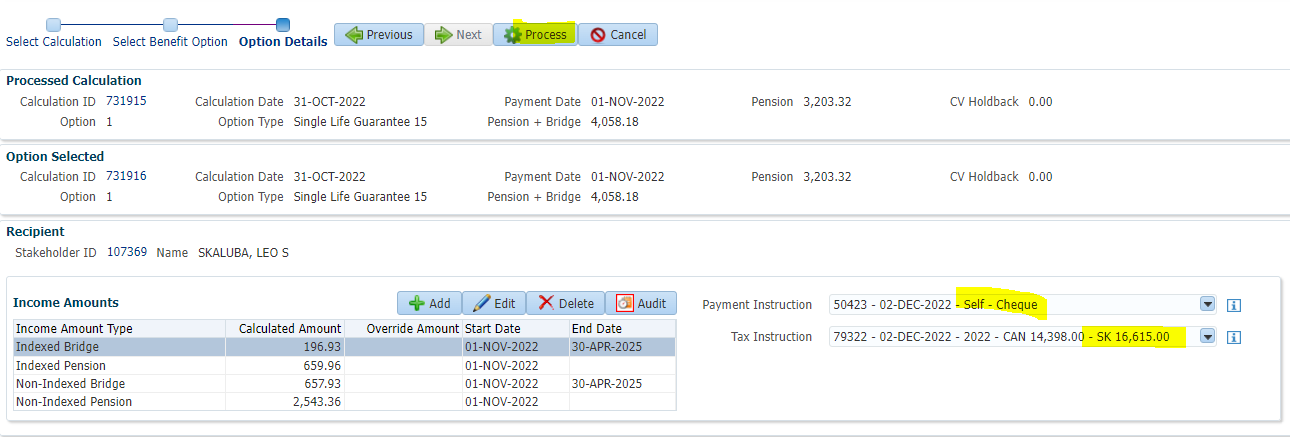 Select Calculation Select Benefit Option Option Details Previous Next Process Cancel
Processed Calculation
Calculation ID 731915 Calculation Date 31-OCT-2022 Payment Date 01-NOV-2022 Pension 3,203.32 CV Holdback 0.00
Option 1 Option Type Single Life Guarantee 15 Pension + Bridge 4,058.18
Option Selected
Calculation ID 731916 Calculation Date 31-OCT-2022 Payment Date 01-NOV-2022 Pension 3,203.32 CV Holdback 0.00
Option 1 Option Type Single Life Guarantee 15 Pension + Bridge 4,058.18
Recipient
Stakeholder ID 107369 Name SKALUBA, LEO S
Income Amounts Add Edit Delete Audit
Payment Instruction 50423 - 02-DEC-2022 - Self - Cheque
Tax Instruction 79322 - 02-DEC-2022 - 2022 - CAN 14,398.00 - SK 16,615.00
Income Amount Type Calculated Amount Override Amount Start Date End Date
Indexed Bridge 196.93 01-NOV-2022 30-APR-2025
Indexed Pension 659.96 01-NOV-2022
Non-Indexed Bridge 657.93 01-NOV-2022 30-APR-2025
Non-Indexed Pension 2,543.36 01-NOV-2022